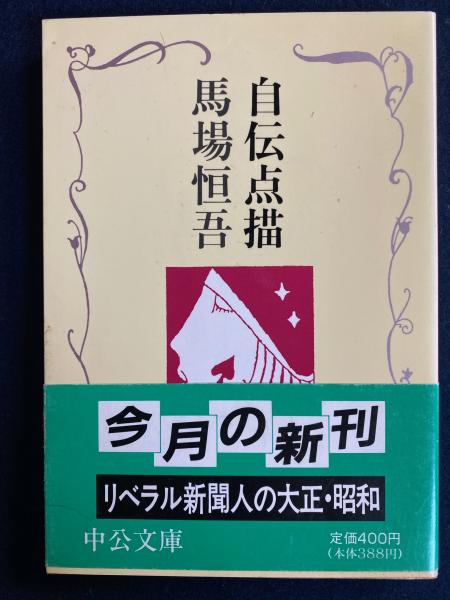 自伝点描
馬場恒吾
今月の新刊
リベラル新聞人の大正・昭和
中公文庫
定価400円
(本体388円)